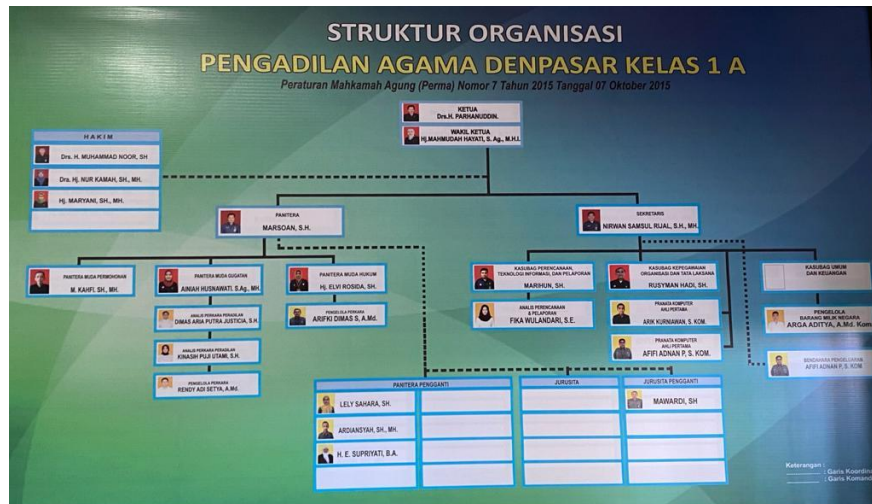 STRUKTUR ORGANISASI
PENGADILAN AGAMA DENPASAR KELAS 1 A
Peraturan Mahkamah Agung (Perma) Nomor 7 Tahun 2015 Tanggal 07 Oktober 2015
KETUA
Drs.H. PARHANUDDIN.
WAKIL KETUA
Hj.MAHMUDAH HAYATI, S. Ag., M.H.I.
HAKIM
Drs. H. MUHAMMAD NOOR, SH
Dra. Hj. NUR KAMAH, SH., MH.
Hj. MARYANI, SH., MH.
PANITERA
MARSOAN, S.H.
SEKRETARIS
NIRWAN SAMSUL RIJAL, S.H., MH.
PANITERA MUDA PERMOHONAN
M. KAHFI, SH., MH.
PANITERA MUDA GUGATAN
AINIAH HUSNAWATI. S.Ag., MH.
PANITERA MUDA HUKUM
Hj. ELVI ROSIDA, SH.
ANALIS PERKARA PERADILAN
DIMAS ARIA PUTRA JUSTICIA, S.H.
ANALIS PERKARA PERADILAN
KINASIH PUJI UTAMI, S.H.
PENGELOLA PERKARA
RENDY ADI SETYA, A.Md.
PENGELOLA PERKARA
ARIFKI DIMAS S, A.Md.
KASUBAG PERENCANAAN,
TEKNOLOGI INFORMASI, DAN PELAPORAN
MARIHUN, SH.
ANALIS PERENCANAAN
& PELAPORAN
FIKA WULANDARI, S.E.
KASUBAG KEPEGAWAIAN
ORGANISASI DAN TATA LAKSANA
RUSYMAN HADI, SH.
PRANATA KOMPUTER
AHLI PERTAMA
ARIK KURNIAWAN, S. KOM.
PRANATA KOMPUTER
AHLI PERTAMA
AFIFI ADNAN P, S. KOM.
KASUBAG UMUM
DAN KEUANGAN
PENGELOLA
BARANG MILIK NEGARA
ARGA ADITYA, A.Md. Kom
BENDAHARA PENGELUARAN
AFIFI ADNAN P, S. KOM
PANITERA PENGGANTI
LELY SAHARA, SH.
ARDIANSYAH, SH., MH.
H. E. SUPRIYATI, B.A.
JURUSITA
JURUSITA PENGGANTI
MAWARDI, SH
Keterangan :
: Garis Koordin
: Garis Komand